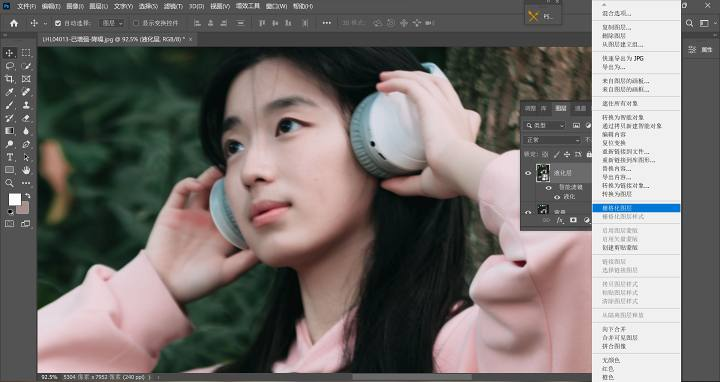 文件(F) 编辑(E) 图像(I) 图层(L) 文字(Y) 选择(S) 滤镜(T) 3D(D) 视图(V) 增效工具 窗口(W) 帮助(H)
自动选择: 图层 显示变换控件
3D 模式:
PS...
LHL04013-已增强-降噪.jpg @ 92.5% (液化层, RGB/8) *
属性
调整 库 图层 通道
类型
正常
锁定:
液化层
智能滤镜
液化
背景
fx
混合选项...
复制图层...
删除图层
从图层建立组...
快速导出为 JPG
导出为...
来自图层的画板...
来自图层的画框...
遮住所有对象
转换为智能对象
通过拷贝新建智能对象
编辑内容
复位变换
重新链接到文件...
重新链接到库图形...
替换内容...
导出内容...
转换为链接对象...
转换为图层
栅格化图层
栅格化图层样式
启用图层蒙版
启用矢量蒙版
创建剪贴蒙版
链接图层
选择链接图层
拷贝图层样式
粘贴图层样式
清除图层样式
从隔离图层释放
向下合并
合并可见图层
拼合图像
无颜色
红色
橙色
92.5% 5304 像素 x 7952 像素 (240 ppi)